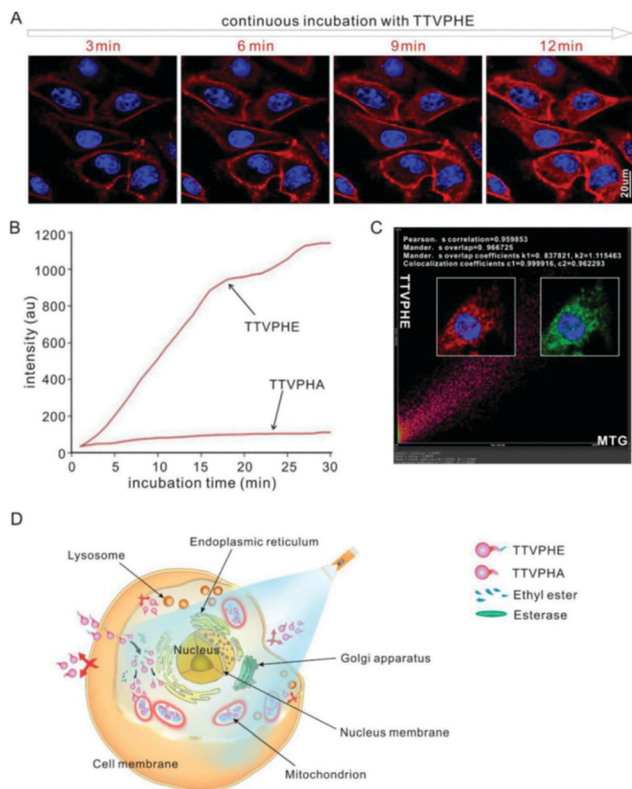 A
continuous incubation with TTVPHE
3min
6 min
9min
12min
20um
B
1200
1000
800
600
400
200
0
intensity (au)
TTVPHE
TTVPHA
0
5
10
15
20
25
30
incubation time (min)
C
Pearson. s correlation=0.959853
Mander. s overlap=0. 966725
Mander. s overlap coefficients k1=0. 837821, k2=1.115463
Colocalization coefficients c1=0.999916, c2=0.962293
TTVPHE
MTG
D
Lysosome
Endoplasmic reticulum
Nucleus
Golgi apparatus
Nucleus membrane
Mitochondrion
Cell membrane
TTVPHE
TTVPHA
Ethyl ester
Esterase